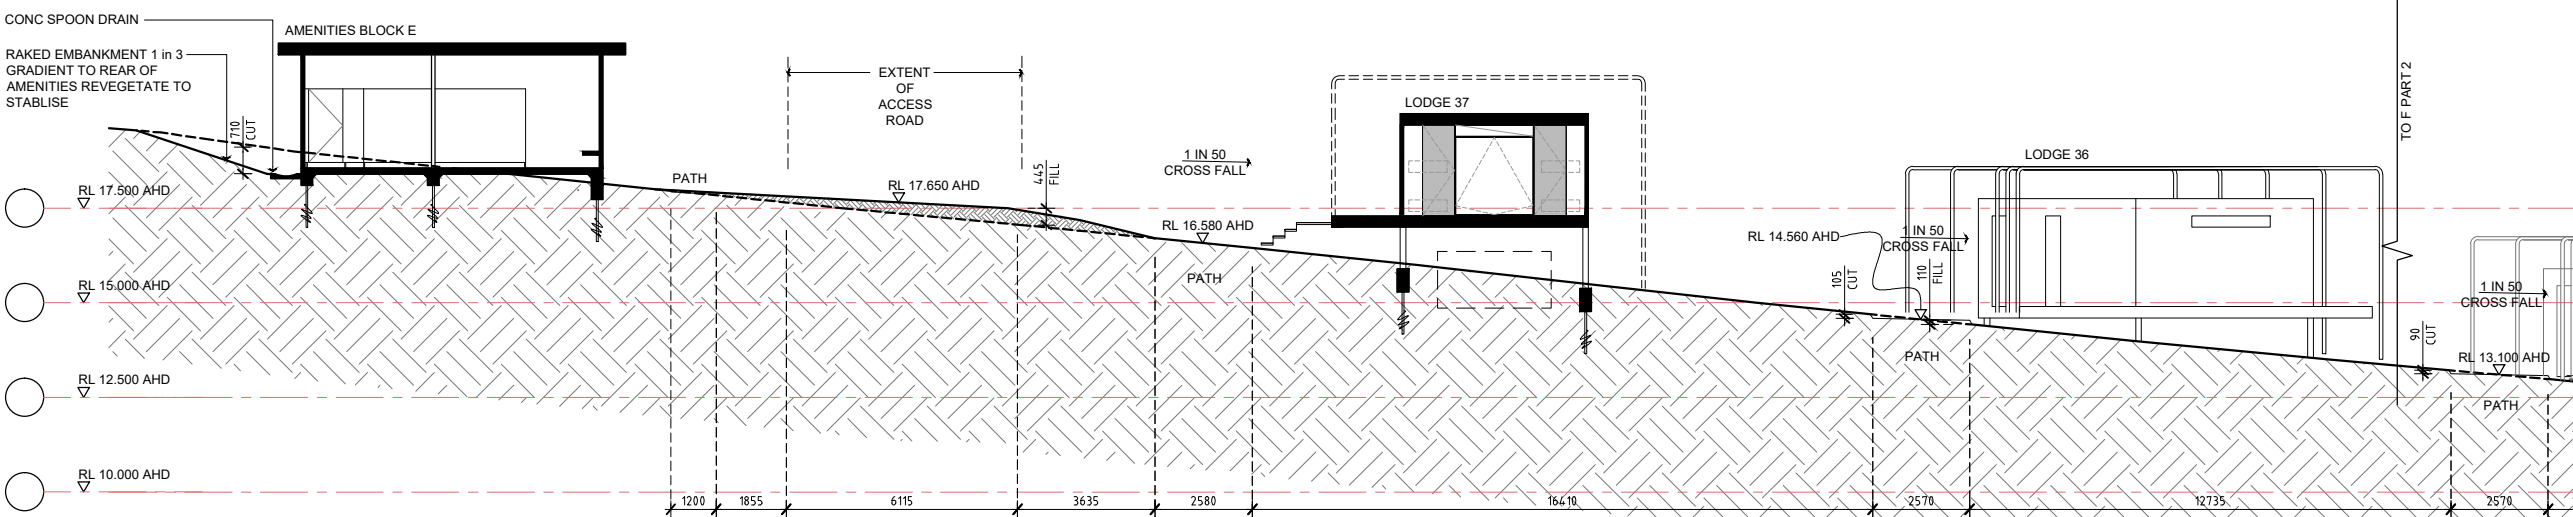 CONC SPOON DRAIN
RAKED EMBANKMENT 1 in 3
GRADIENT TO REAR OF
AMENITIES REVEGETATE TO
STABLISE
AMENITIES BLOCK E
710
CUT
EXTENT
OF
ACCESS
ROAD
PATH
RL 17.650 AHD
445
FILL
1 IN 50
CROSS FALL
RL 16.580 AHD
PATH
LODGE 37
LODGE 36
RL 14.560 AHD
1 IN 50
CROSS FALL
105
CUT
110
FILL
PATH
TO F PART 2
1 IN 50
CROSS FALL
90
CUT
RL 13.100 AHD
PATH
RL 17.500 AHD
RL 15.000 AHD
RL 12.500 AHD
RL 10.000 AHD
1200
1855
6115
3635
2580
16410
2570
12735
2570